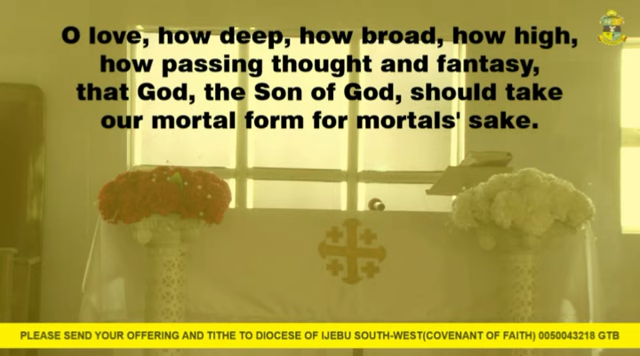 O love, how deep, how broad, how high,
how passing thought and fantasy,
that God, the Son of God, should take
our mortal form for mortals' sake.
PLEASE SEND YOUR OFFERING AND TITHE TO DIOCESE OF IJEBU SOUTH-WEST(COVENANT OF FAITH) 0050043218 GTB